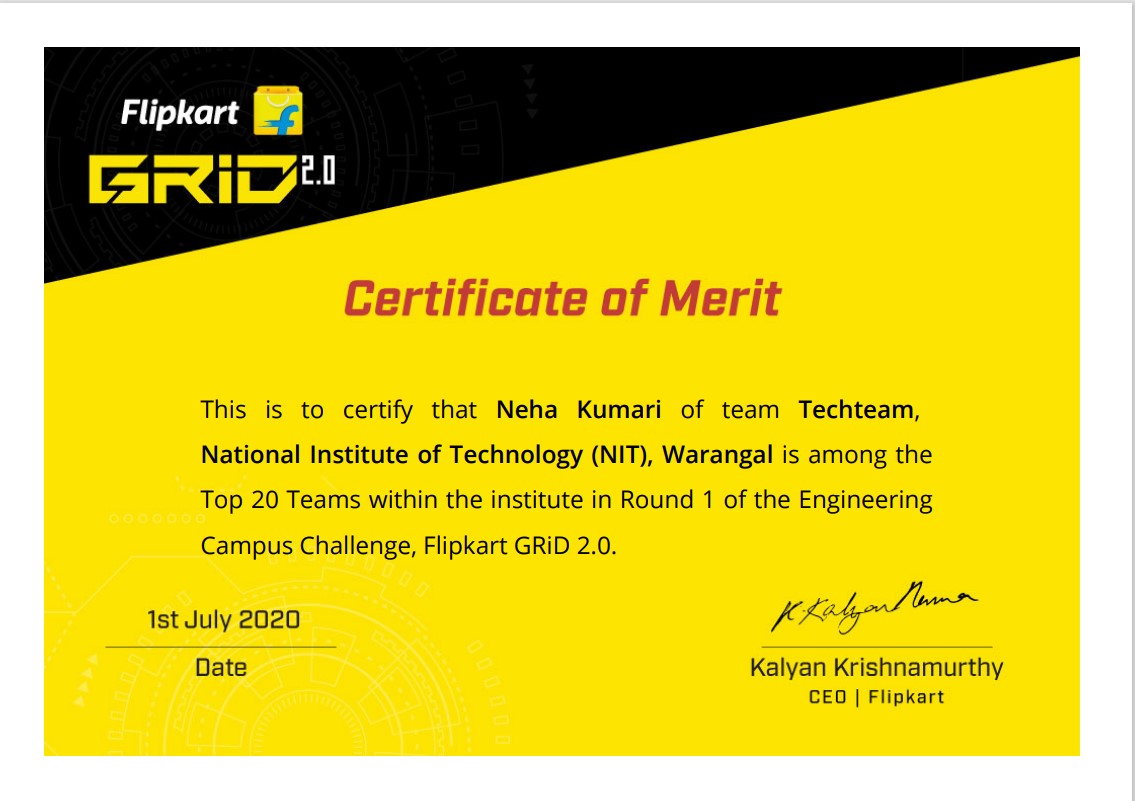 Flipkart
GRiD 2.0
Certificate of Merit
This is to certify that Neha Kumari of team Techteam,
National Institute of Technology (NIT), Warangal is among the
Top 20 Teams within the institute in Round 1 of the Engineering
Campus Challenge, Flipkart GRiD 2.0.
1st July 2020
Date
Kalyan Krishnamurthy
CEO | Flipkart